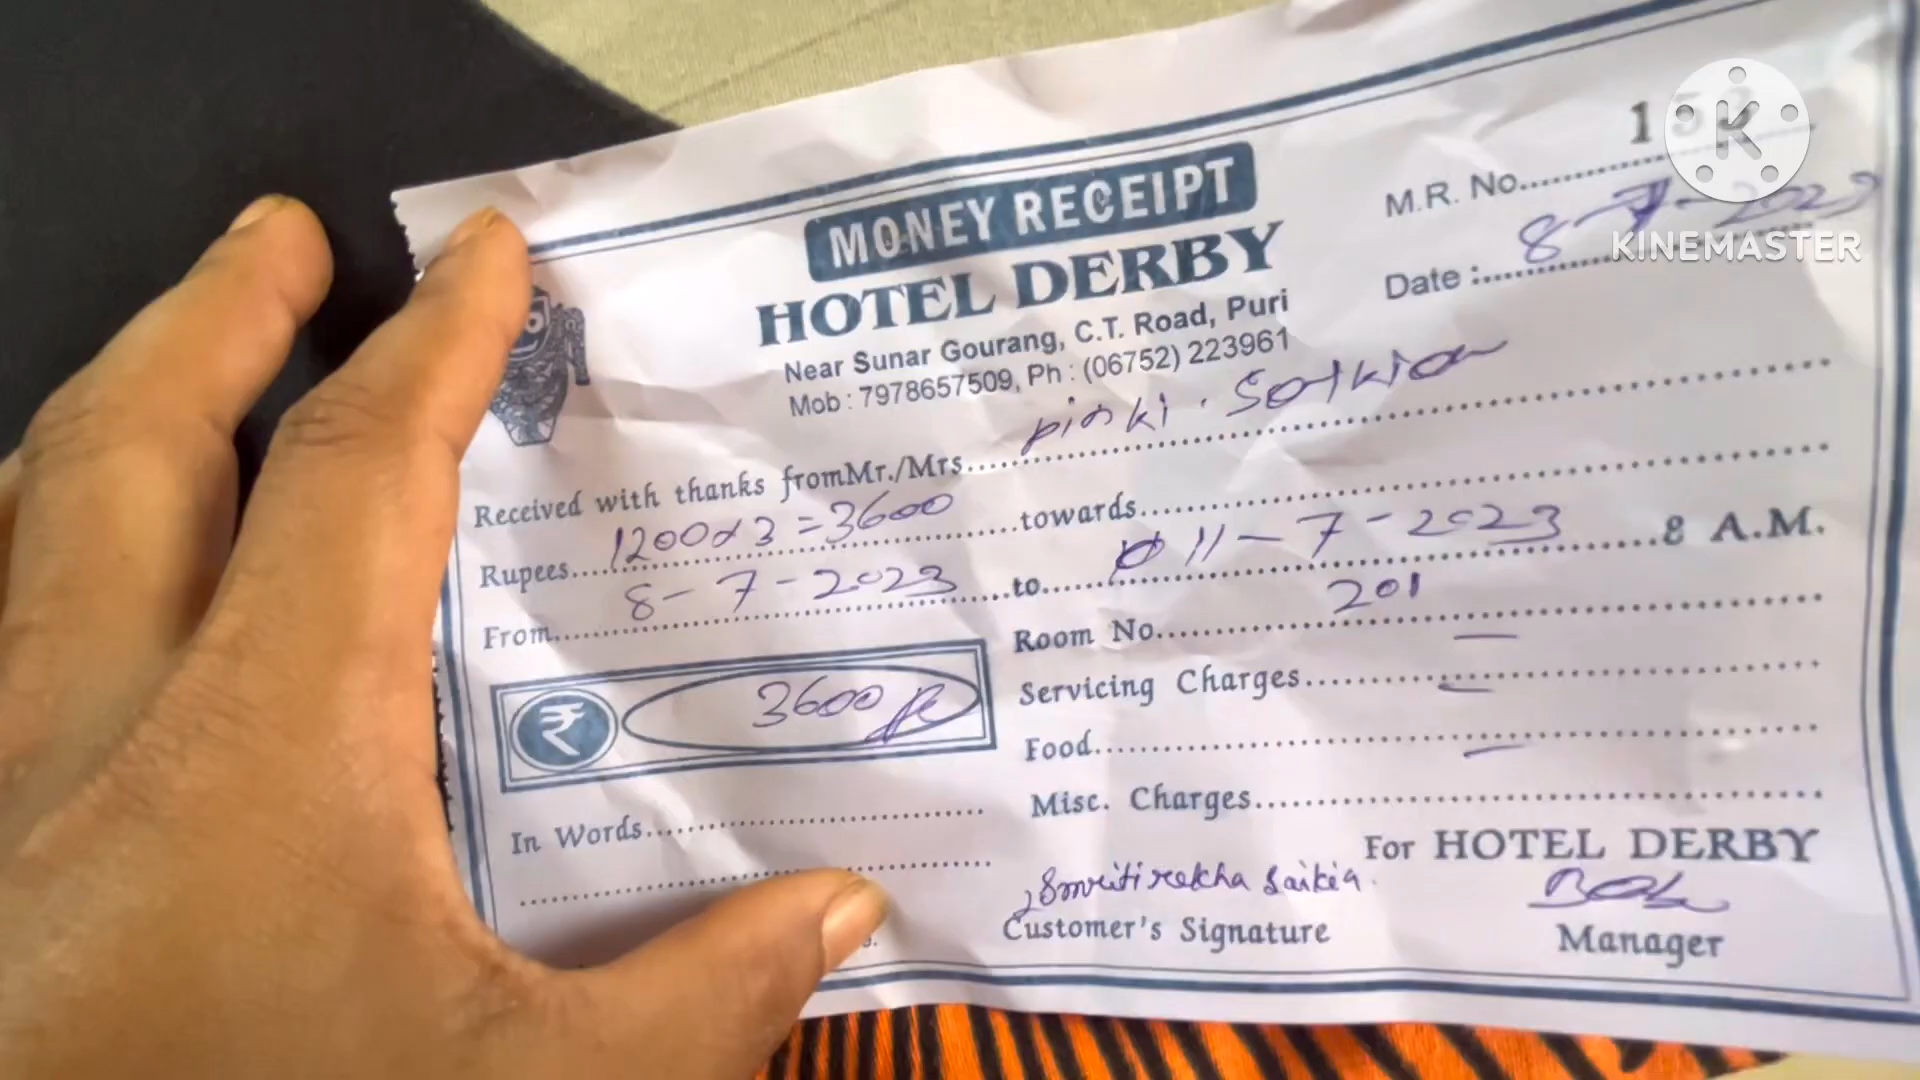 MONEY RECEIPT
HOTEL DERBY
Near Sunar Gourang, C.T. Road, Puri
Mob : 7978657509, Ph : (06752) 223961
M.R. No.
KINEMASTER
Date : 8-7-2023
Received with thanks fromMr./Mrs. pinki
Rupees 1200x3=3600 towards
From 8-7-2023 to 11-7-2023 8 A.M.
Room No. 201
₹ 3600
Servicing Charges —
Food —
Misc. Charges —
In Words
For HOTEL DERBY
Smritirekha Saikia
Customer's Signature
Manager